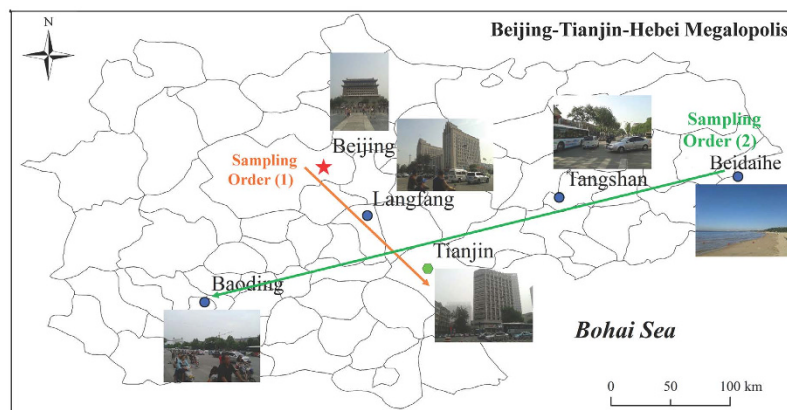 N
Beijing-Tianjin-Hebei Megalopolis
Sampling
Order (2)
Beijing
Sampling
Order (1)
Beidaihe
Tangshan
Langfang
Tianjin
Baoding
Bohai Sea
0 50 100 km